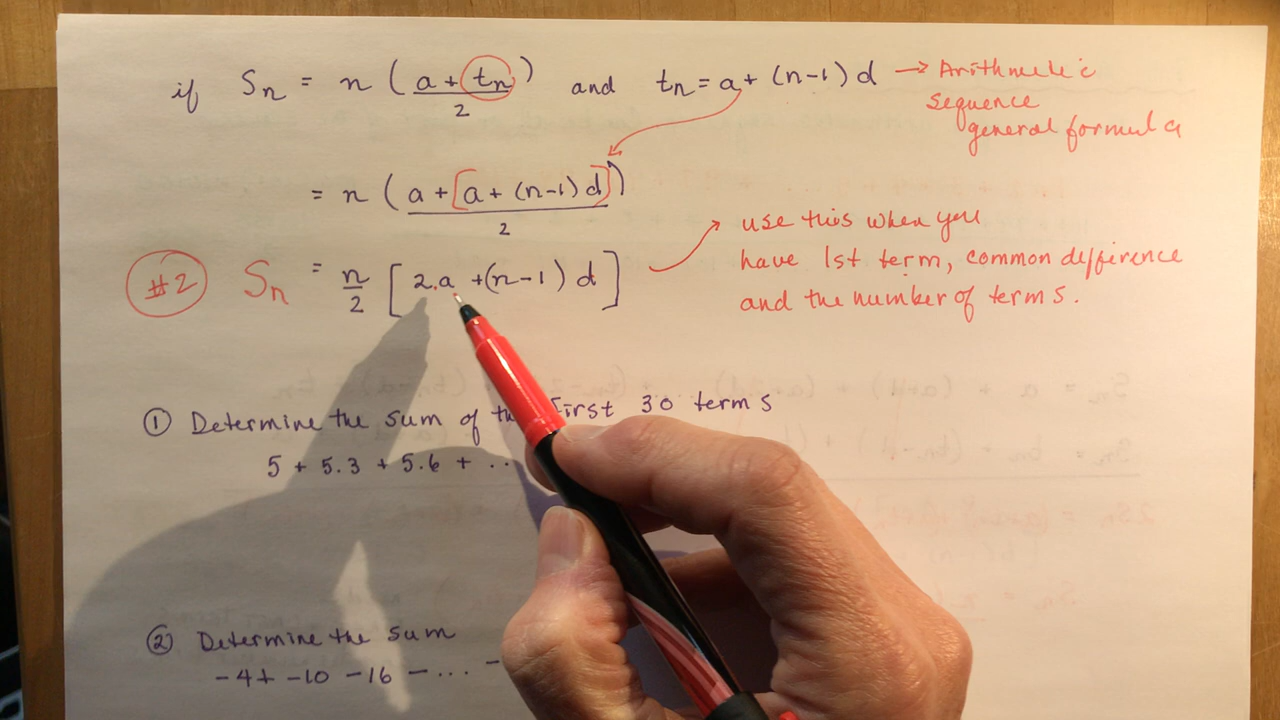 if Sn = n ( a + tn / 2 ) and tn = a + (n-1) d → Arithmetic
sequence
general formula
= n ( a + [a + (n-1) d] / 2 )
use this when you
have 1st term, common difference
and the number of terms.
#2 Sn = n/2 [ 2.a + (n-1) d ]
① Determine the sum of the first 30 terms
5 + 5.3 + 5.6 + ..
② Determine the sum
-4 + -10 -16 - ... -